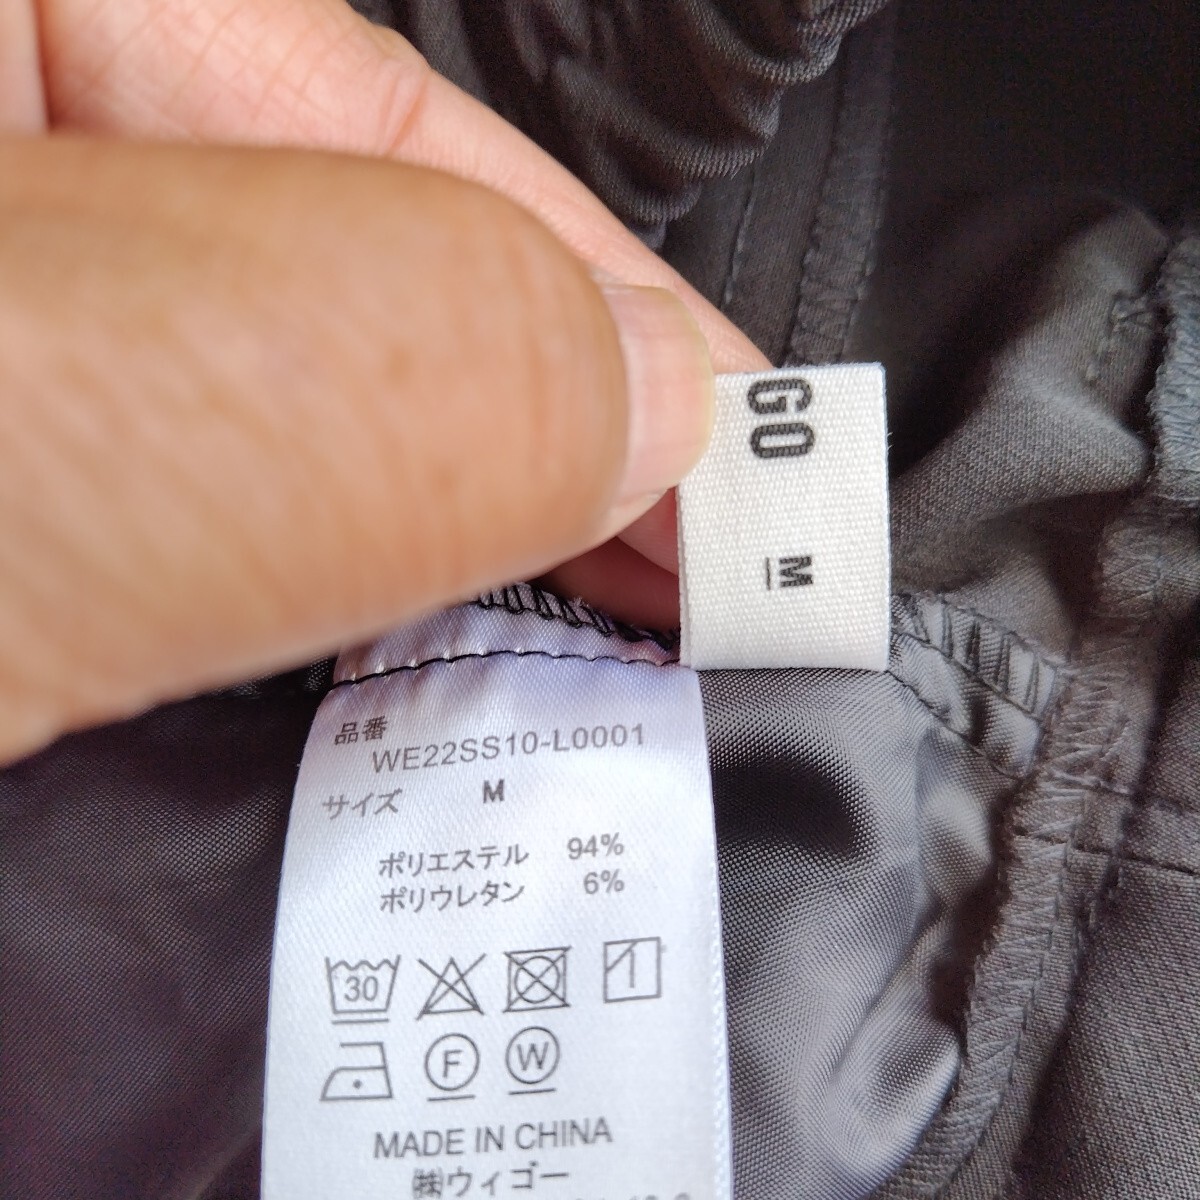 GO
M
品番
WE22SS10-L0001
サイズ M
ポリエステル 94%
ポリウレタン 6%
30
F W
MADE IN CHINA
㈱ウィゴー